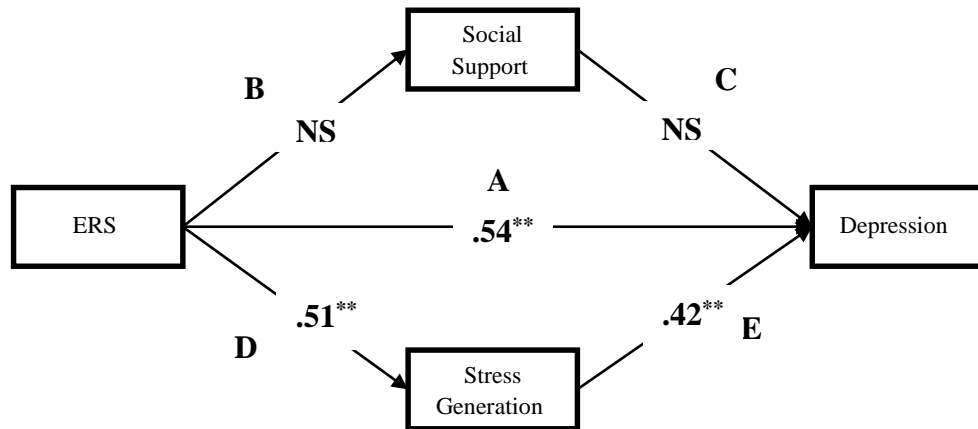 Social
Support
B
C
NS
NS
A
ERS
.54**
Depression
.51**
.42**
D
E
Stress
Generation